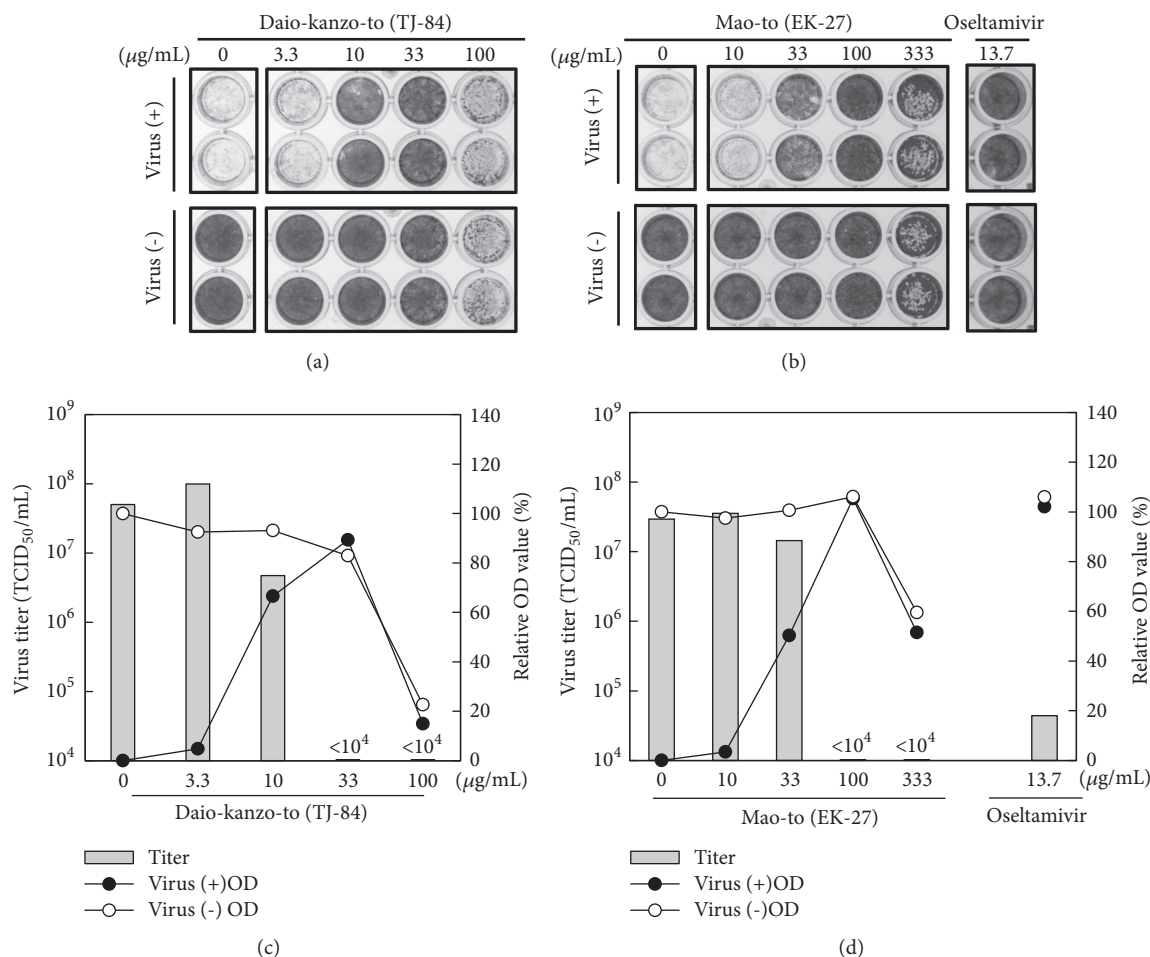 Daio-kanzo-to (TJ-84)
(μg/mL) 0 3.3 10 33 100
Virus (+)
Virus (-)
(a)
Mao-to (EK-27) Oseltamivir
(μg/mL) 0 10 33 100 333 13.7
Virus (+)
Virus (-)
(b)
Virus titer (TCID50/mL)
10^9
10^8
10^7
10^6
10^5
10^4
Relative OD value (%)
140
120
100
80
60
40
20
0
<10^4 <10^4
0 3.3 10 33 100 (μg/mL)
Daio-kanzo-to (TJ-84)
Titer
Virus (+)OD
Virus (-) OD
(c)
Virus titer (TCID50/mL)
10^9
10^8
10^7
10^6
10^5
10^4
Relative OD value (%)
140
120
100
80
60
40
20
0
<10^4 <10^4
0 10 33 100 333 13.7 (μg/mL)
Mao-to (EK-27) Oseltamivir
Titer
Virus (+)OD
Virus (-)OD
(d)